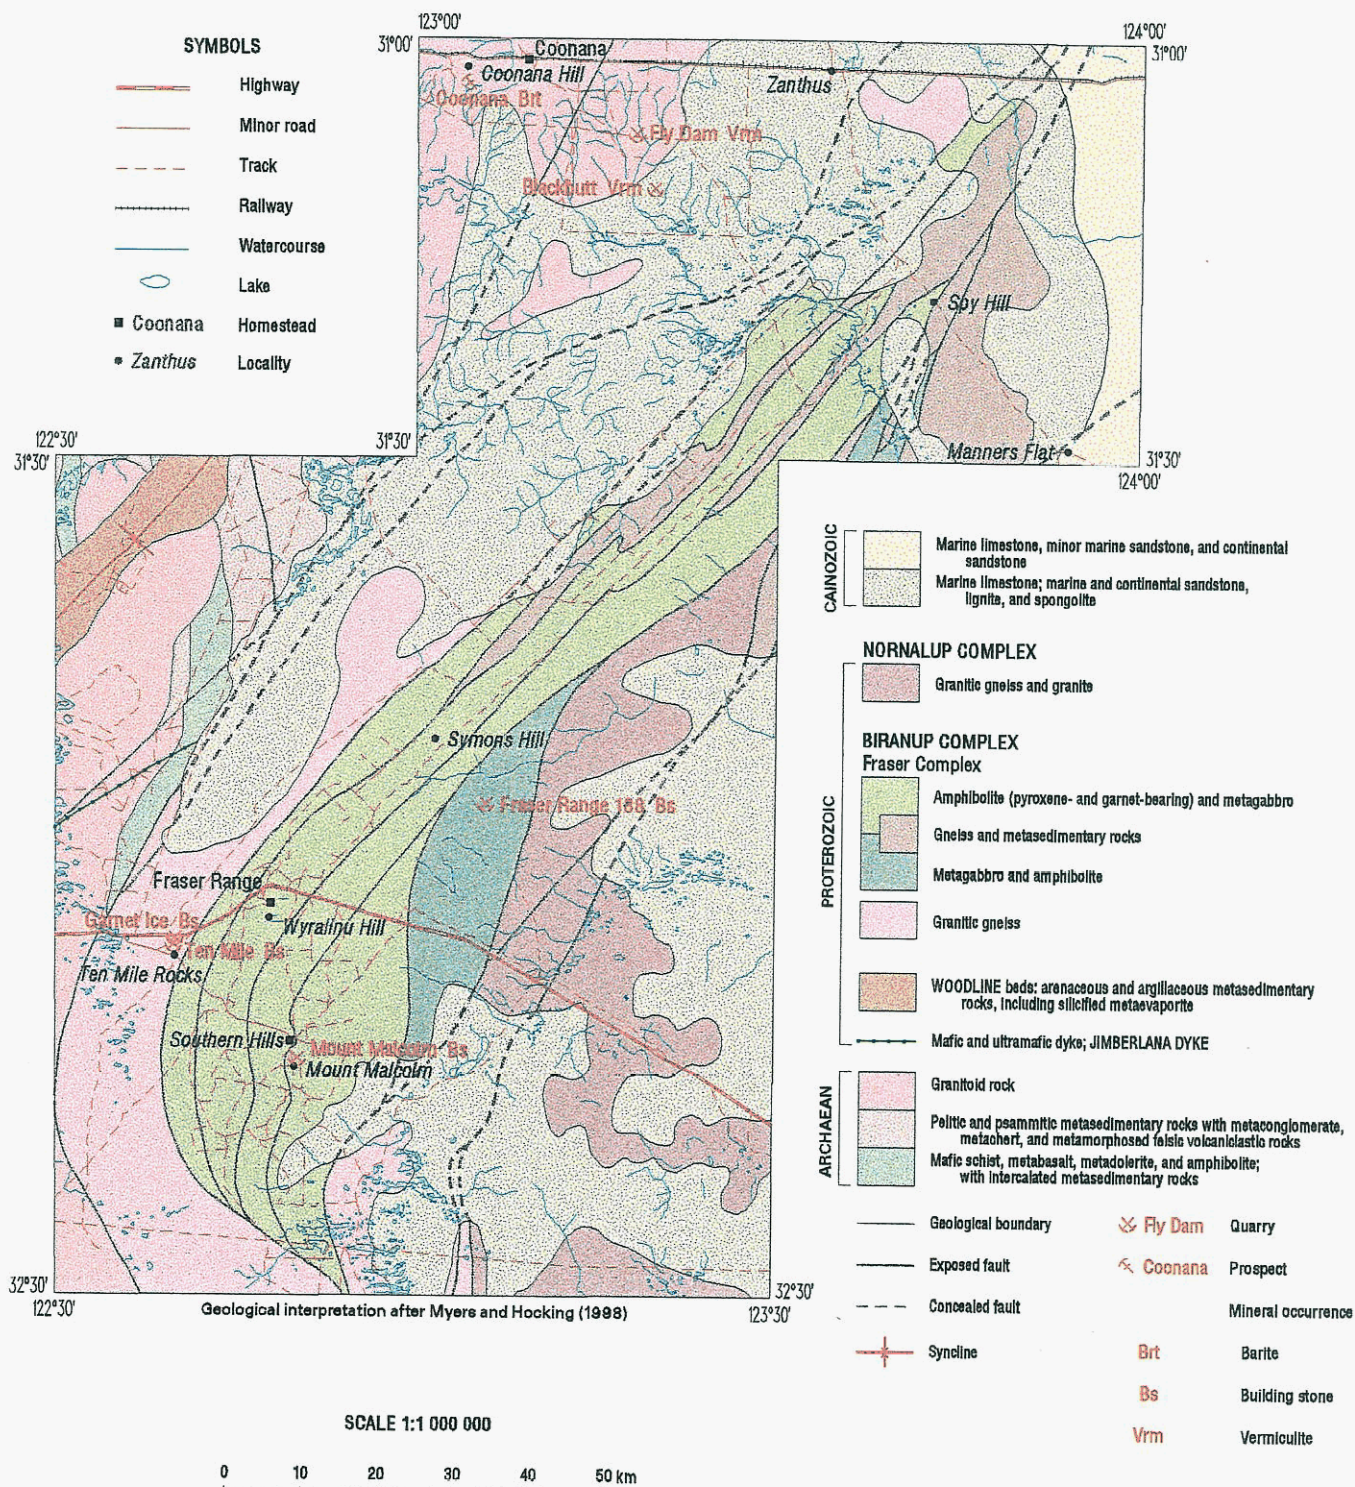 123°00'
124°00'
31°00'
31°00'
SYMBOLS
Highway
Minor road
Track
Railway
Watercourse
Lake
Coonana Homestead
Zanthus Locality
Coonana
Coonana Hill
Coonana Brt
Zanthus
Fly Dam Vrm
Blackbutt Vrm
Spy Hill
Manners Flat
31°30'
124°00'
122°30'
31°30'
31°30'
Symons Hill
Fraser Range 188 Bs
Fraser Range
Garnet Ice Bs
Wyralinu Hill
Ten Mile Bs
Ten Mile Rocks
Southern Hills
Mount Malcolm Bs
Mount Malcolm
32°30'
122°30'
32°30'
123°30'
Geological interpretation after Myers and Hocking (1998)
CAINOZOIC
Marine limestone, minor marine sandstone, and continental
sandstone
Marine limestone; marine and continental sandstone,
lignite, and spongolite
NORNALUP COMPLEX
Granitic gneiss and granite
PROTEROZOIC
BIRANUP COMPLEX
Fraser Complex
Amphibolite (pyroxene- and garnet-bearing) and metagabbro
Gneiss and metasedimentary rocks
Metagabbro and amphibolite
Granitic gneiss
WOODLINE beds: arenaceous and argillaceous metasedimentary
rocks, including silicified metaevaporite
Mafic and ultramafic dyke; JIMBERLANA DYKE
ARCHAEAN
Granitoid rock
Pelitic and psammitic metasedimentary rocks with metaconglomerate,
metachert, and metamorphosed felsic volcaniclastic rocks
Mafic schist, metabasalt, metadolerite, and amphibolite;
with intercalated metasedimentary rocks
Geological boundary
Exposed fault
Concealed fault
Syncline
Fly Dam Quarry
Coonana Prospect
Mineral occurrence
Brt Barite
Bs Building stone
Vrm Vermiculite
SCALE 1:1 000 000
0 10 20 30 40 50 km